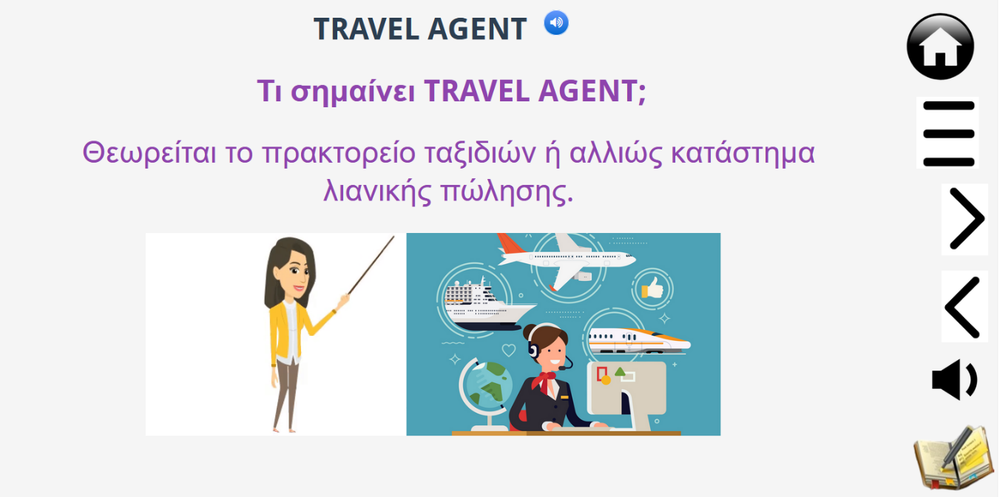 TRAVEL AGENT
Τι σημαίνει TRAVEL AGENT;
Θεωρείται το πρακτορείο ταξιδιών ή αλλιώς κατάστημα
λιανικής πώλησης.